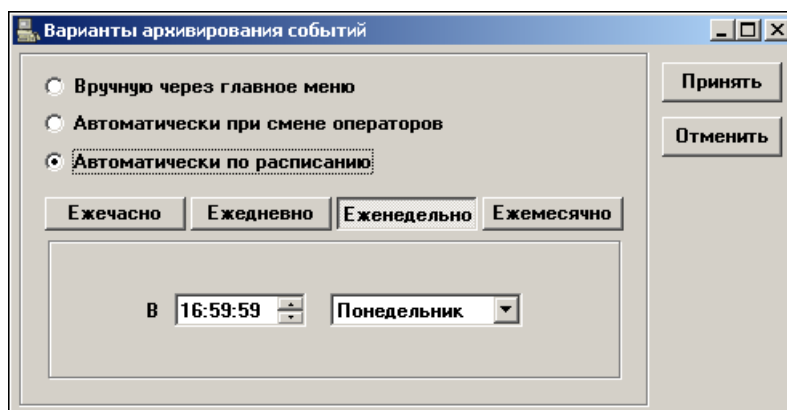 Варианты архивирования событий
Вручную через главное меню
Принять
Автоматически при смене операторов
Отменить
Автоматически по расписанию
Ежечасно Ежедневно Еженедельно Ежемесячно
В 16:59:59 Понедельник